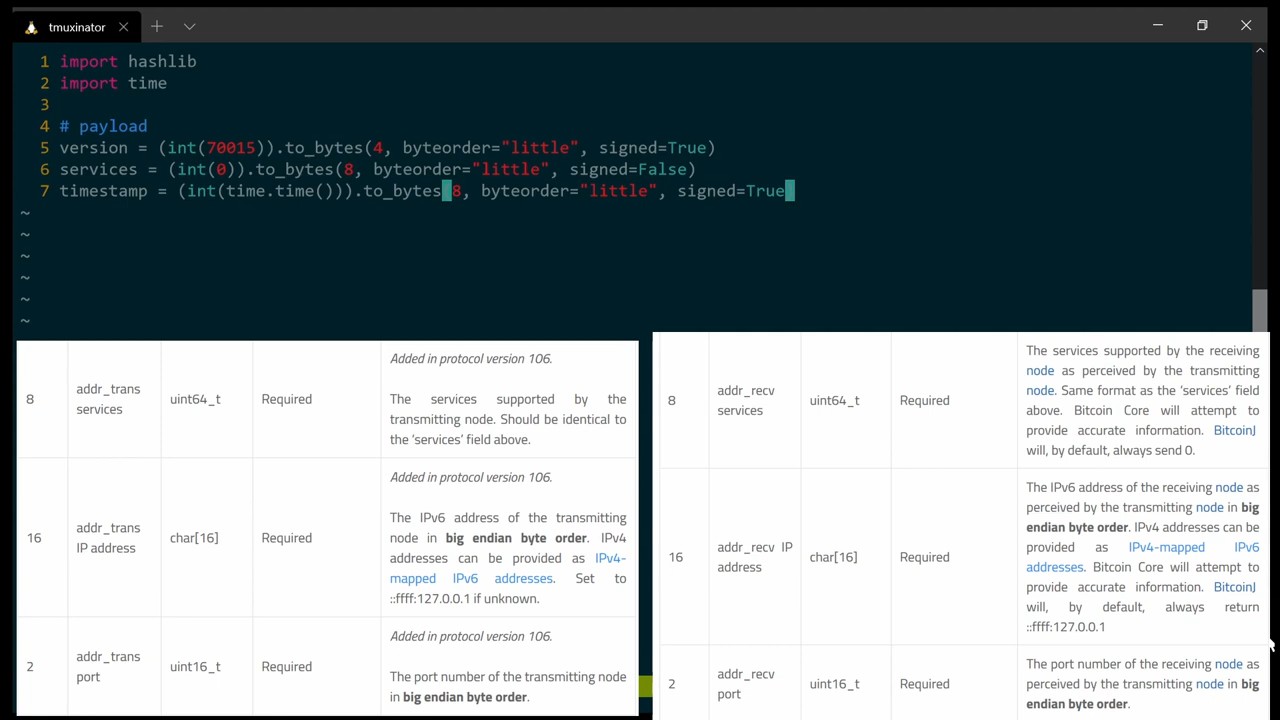 tmuxinator
1 import hashlib
2 import time
3
4 # payload
5 version = (int(70015)).to_bytes(4, byteorder="little", signed=True)
6 services = (int(0)).to_bytes(8, byteorder="little", signed=False)
7 timestamp = (int(time.time())).to_bytes(8, byteorder="little", signed=True)
~
~
~
~
~
~
Added in protocol version 106.
8 addr_trans services uint64_t Required
The services supported by the
transmitting node. Should be identical to
the ‘services’ field above.
Added in protocol version 106.
16 addr_trans IP address char[16] Required
The IPv6 address of the transmitting
node in big endian byte order. IPv4
addresses can be provided as IPv4-
mapped IPv6 addresses. Set to
::ffff:127.0.0.1 if unknown.
Added in protocol version 106.
2 addr_trans port uint16_t Required
The port number of the transmitting node
in big endian byte order.
8 addr_recv services uint64_t Required
The services supported by the receiving
node as perceived by the transmitting
node. Same format as the ‘services’ field
above. Bitcoin Core will attempt to
provide accurate information. BitcoinJ
will, by default, always send 0.
16 addr_recv IP address char[16] Required
The IPv6 address of the receiving node as
perceived by the transmitting node in big
endian byte order. IPv4 addresses can be
provided as IPv4-mapped IPv6
addresses. Bitcoin Core will attempt to
provide accurate information. BitcoinJ
will, by default, always return
::ffff:127.0.0.1
2 addr_recv port uint16_t Required
The port number of the receiving node as
perceived by the transmitting node in big
endian byte order.